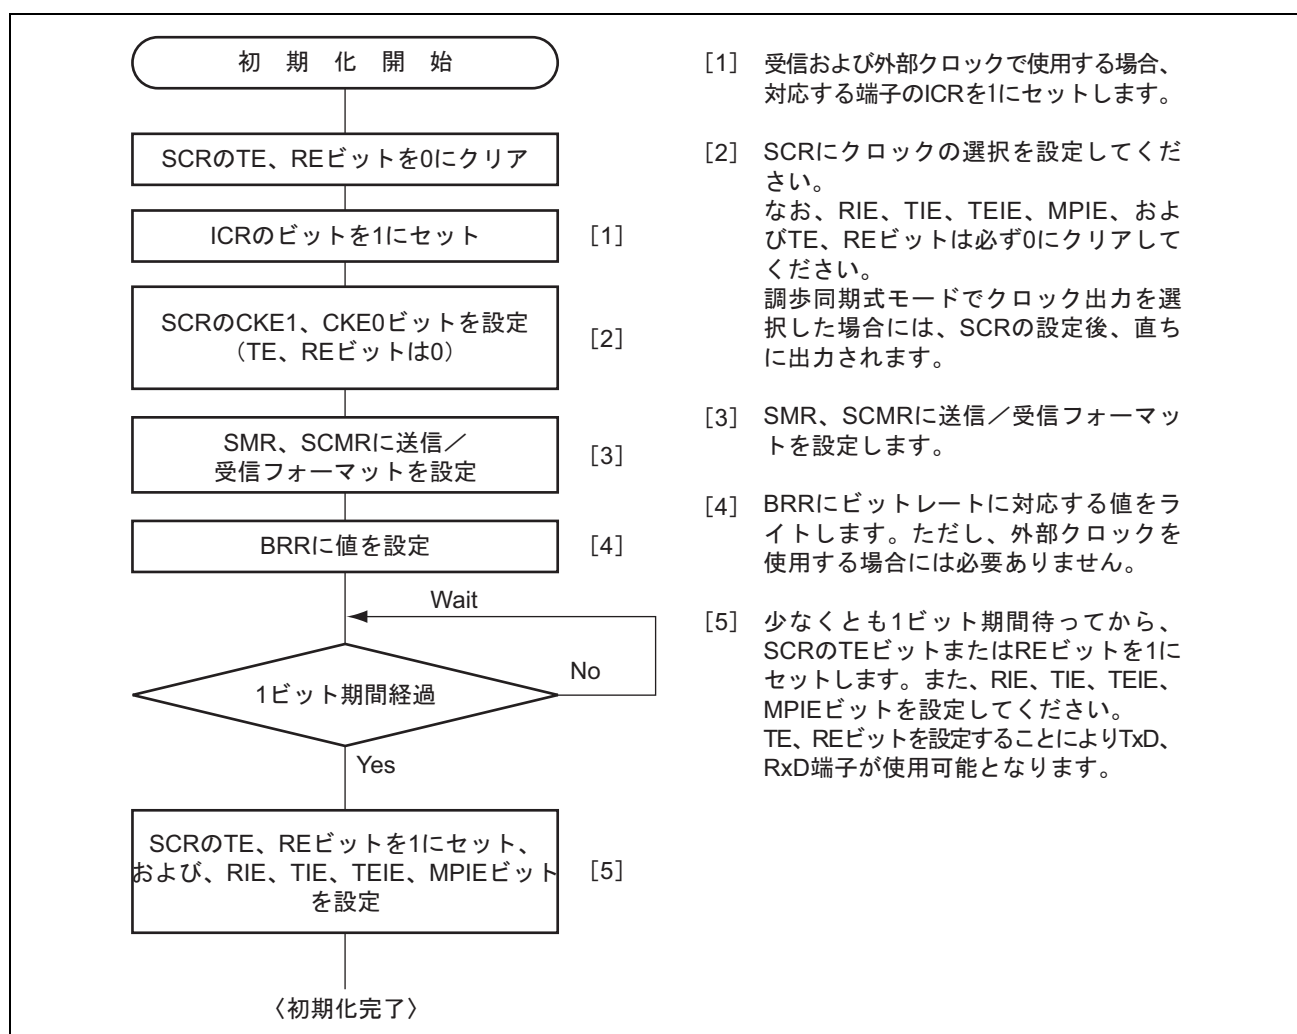 初期化開始
SCRのTE、REビットを0にクリア
ICRのビットを1にセット
[1]
SCRのCKE1、CKE0ビットを設定
（TE、REビットは0）
[2]
SMR、SCMRに送信／
受信フォーマットを設定
[3]
BRRに値を設定
[4]
Wait
1ビット期間経過
No
Yes
SCRのTE、REビットを1にセット、
および、RIE、TIE、TEIE、MPIEビット
を設定
[5]
〈初期化完了〉
[1] 受信および外部クロックで使用する場合、
対応する端子のICRを1にセットします。
[2] SCRにクロックの選択を設定してくだ
さい。
なお、RIE、TIE、TEIE、MPIE、およ
びTE、REビットは必ず0にクリアして
ください。
調歩同期式モードでクロック出力を選
択した場合には、SCRの設定後、直ち
に出力されます。
[3] SMR、SCMRに送信／受信フォーマッ
トを設定します。
[4] BRRにビットレートに対応する値をラ
イトします。ただし、外部クロックを
使用する場合には必要ありません。
[5] 少なくとも1ビット期間待ってから、
SCRのTEビットまたはREビットを1に
セットします。また、RIE、TIE、TEIE、
MPIEビットを設定してください。
TE、REビットを設定することによりTxD、
RxD端子が使用可能となります。